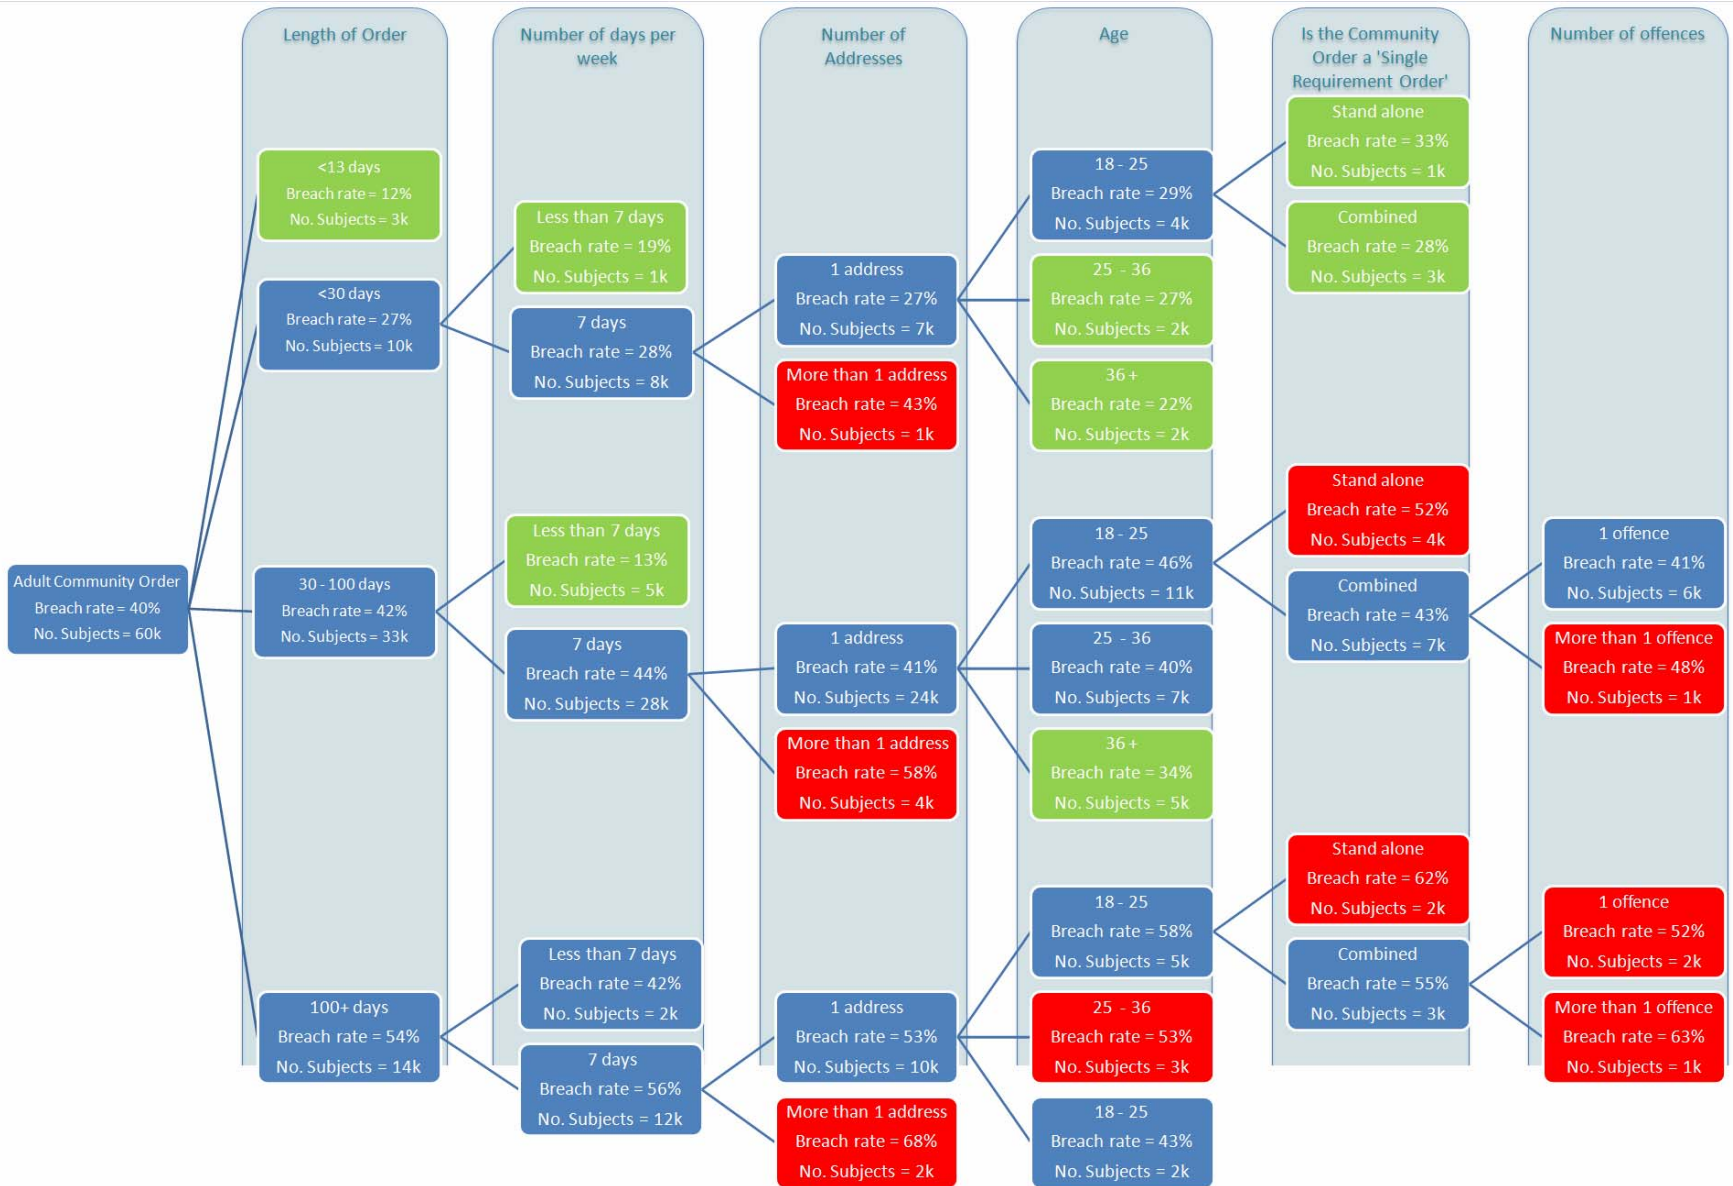 Length of Order
Number of days per
week
Number of
Addresses
Age
Is the Community
Order a 'Single
Requirement Order'
Number of offences
Adult Community Order
Breach rate = 40%
No. Subjects = 60k
<13 days
Breach rate = 12%
No. Subjects = 3k
<30 days
Breach rate = 27%
No. Subjects = 10k
30 - 100 days
Breach rate = 42%
No. Subjects = 33k
100+ days
Breach rate = 54%
No. Subjects = 14k
Less than 7 days
Breach rate = 19%
No. Subjects = 1k
7 days
Breach rate = 28%
No. Subjects = 8k
Less than 7 days
Breach rate = 13%
No. Subjects = 5k
7 days
Breach rate = 44%
No. Subjects = 28k
Less than 7 days
Breach rate = 42%
No. Subjects = 2k
7 days
Breach rate = 56%
No. Subjects = 12k
1 address
Breach rate = 27%
No. Subjects = 7k
More than 1 address
Breach rate = 43%
No. Subjects = 1k
1 address
Breach rate = 41%
No. Subjects = 24k
More than 1 address
Breach rate = 58%
No. Subjects = 4k
1 address
Breach rate = 53%
No. Subjects = 10k
More than 1 address
Breach rate = 68%
No. Subjects = 2k
18 - 25
Breach rate = 29%
No. Subjects = 4k
25 - 36
Breach rate = 27%
No. Subjects = 2k
36 +
Breach rate = 22%
No. Subjects = 2k
18 - 25
Breach rate = 46%
No. Subjects = 11k
25 - 36
Breach rate = 40%
No. Subjects = 7k
36 +
Breach rate = 34%
No. Subjects = 5k
18 - 25
Breach rate = 58%
No. Subjects = 5k
25 - 36
Breach rate = 53%
No. Subjects = 3k
18 - 25
Breach rate = 43%
No. Subjects = 2k
Stand alone
Breach rate = 33%
No. Subjects = 1k
Combined
Breach rate = 28%
No. Subjects = 3k
Stand alone
Breach rate = 52%
No. Subjects = 4k
Combined
Breach rate = 43%
No. Subjects = 7k
Stand alone
Breach rate = 62%
No. Subjects = 2k
Combined
Breach rate = 55%
No. Subjects = 3k
1 offence
Breach rate = 41%
No. Subjects = 6k
More than 1 offence
Breach rate = 48%
No. Subjects = 1k
1 offence
Breach rate = 52%
No. Subjects = 2k
More than 1 offence
Breach rate = 63%
No. Subjects = 1k